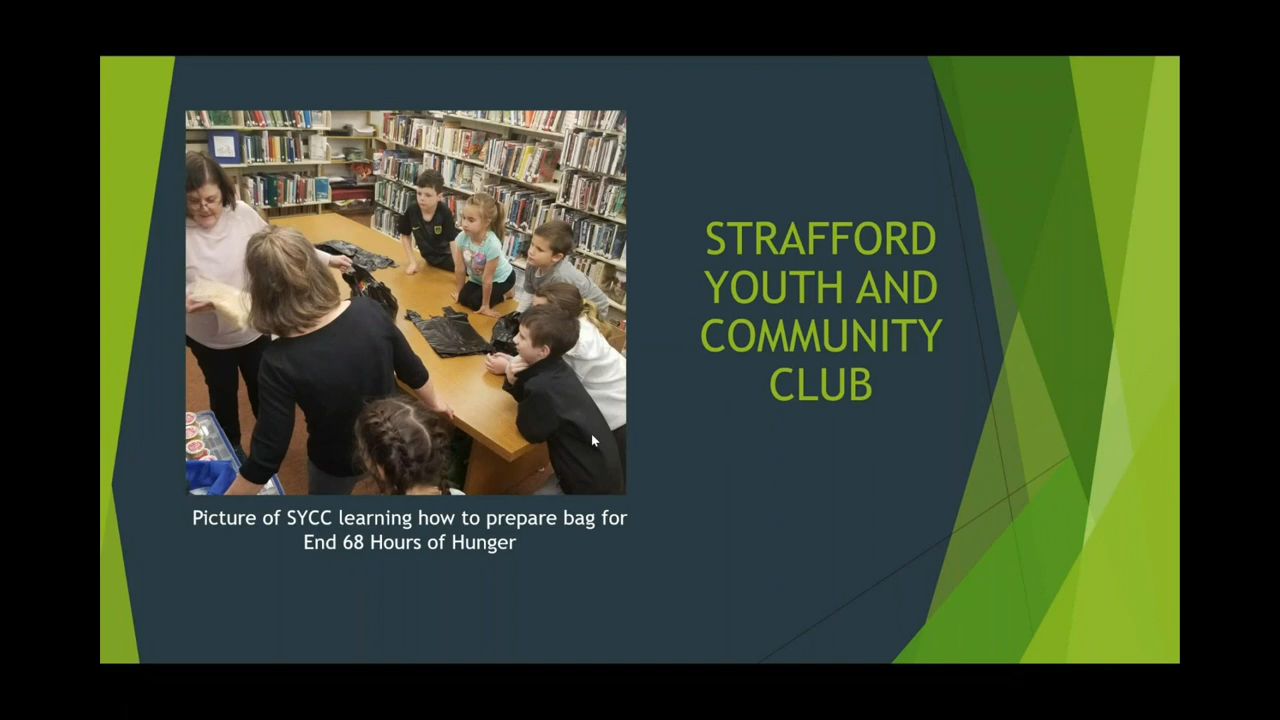 STRAFFORD
YOUTH AND
COMMUNITY
CLUB
Picture of SYCC learning how to prepare bag for
End 68 Hours of Hunger